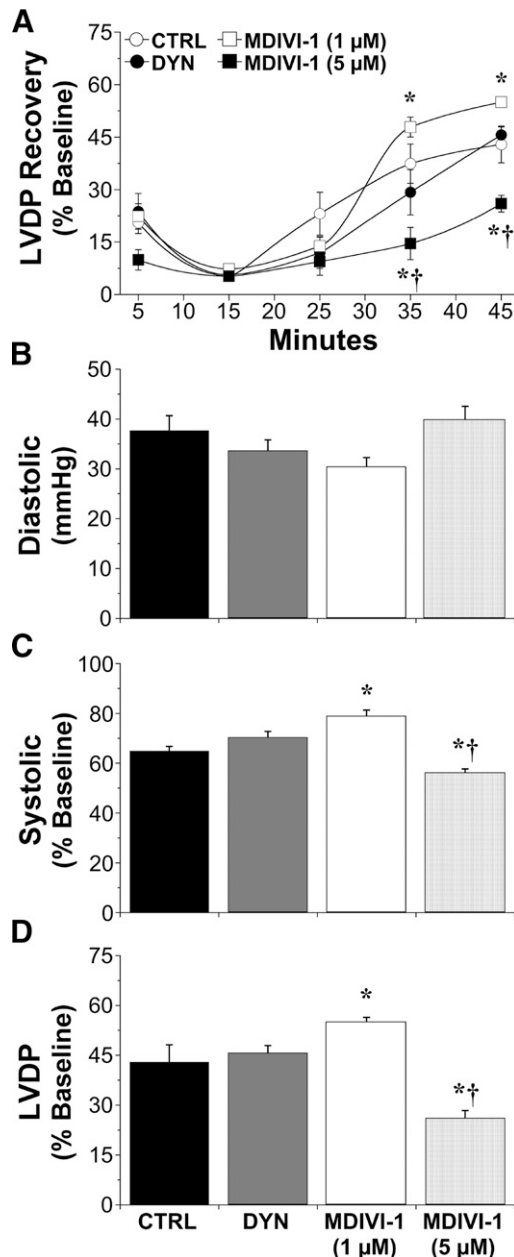 A
CTRL MDIVI-1 (1 µM)
DYN MDIVI-1 (5 µM)
LVDP Recovery
(% Baseline)
75
60
45
30
15
0
* *
*† *†
5 10 15 20 25 30 35 40 45
Minutes
B
Diastolic
(mmHg)
50
40
30
20
10
0
C
Systolic
(% Baseline)
100
80
60
40
20
0
*
*†
D
LVDP
(% Baseline)
75
60
45
30
15
0
*
*†
CTRL DYN MDIVI-1 MDIVI-1
(1 µM) (5 µM)